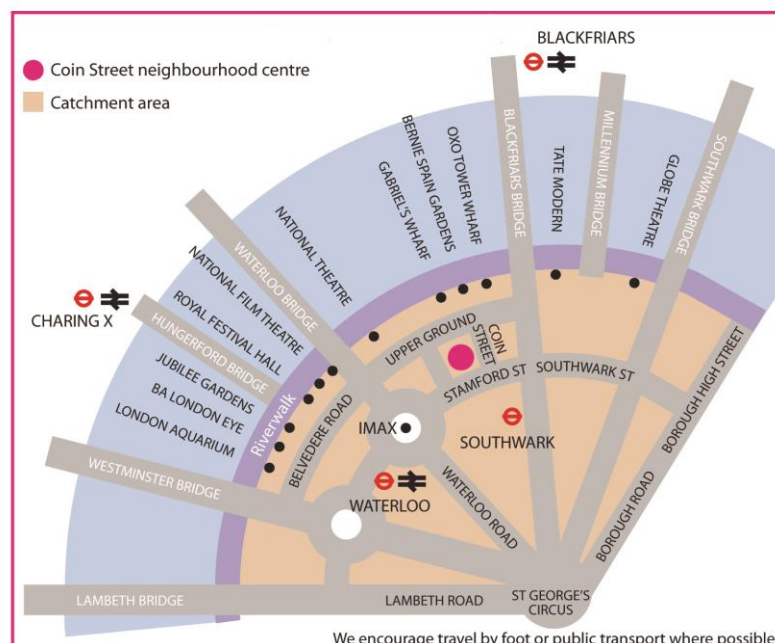 BLACKFRIARS
Coin Street neighbourhood centre
Catchment area
CHARING X
LAMBETH BRIDGE
WESTMINSTER BRIDGE
LONDON AQUARIUM
BA LONDON EYE
JUBILEE GARDENS
HUNGERFORD BRIDGE
ROYAL FESTIVAL HALL
NATIONAL FILM THEATRE
WATERLOO BRIDGE
NATIONAL THEATRE
GABRIEL'S WHARF
BERNIE SPAIN GARDENS
OXO TOWER WHARF
BLACKFRIARS BRIDGE
TATE MODERN
MILLENNIUM BRIDGE
GLOBE THEATRE
SOUTHWARK BRIDGE
Riverwalk
BELVEDERE ROAD
UPPER GROUND
COIN
STREET
STAMFORD ST
SOUTHWARK ST
BOROUGH HIGH STREET
IMAX
SOUTHWARK
WATERLOO
WATERLOO ROAD
BOROUGH ROAD
LAMBETH ROAD
ST GEORGE'S
CIRCUS
We encourage travel by foot or public transport where possible